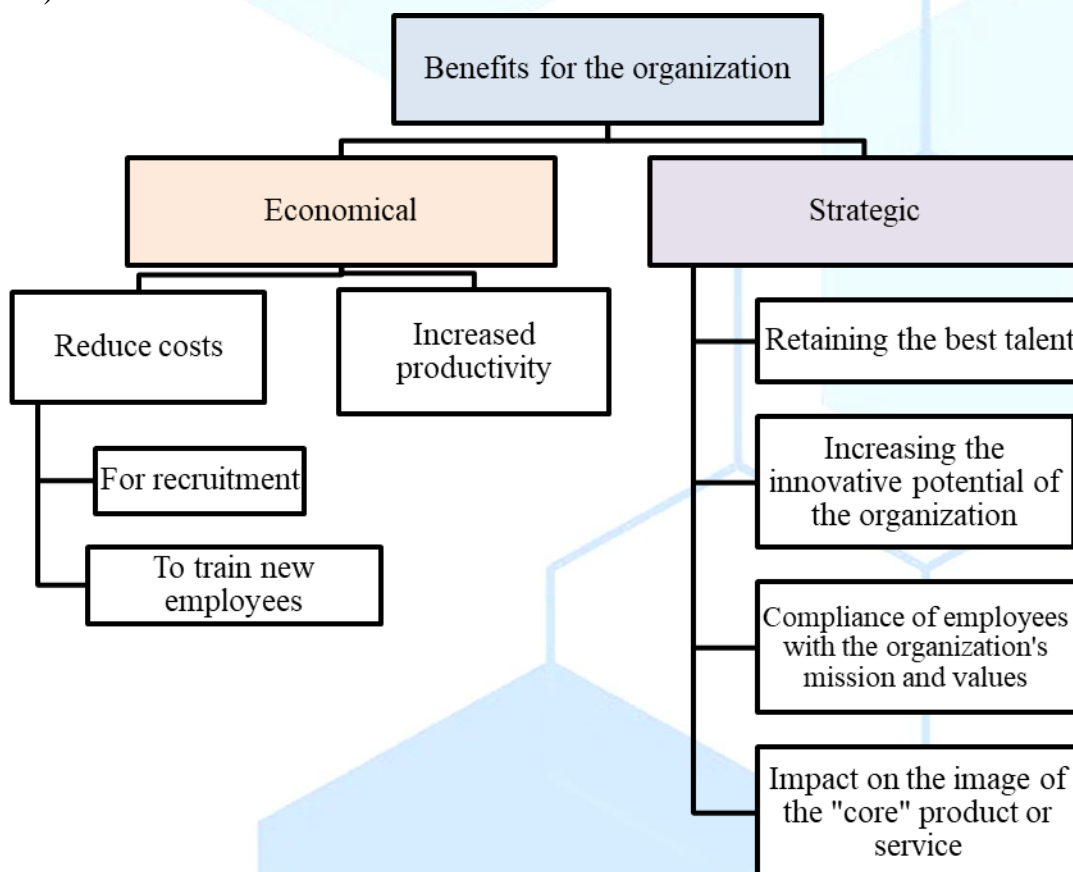 )
Benefits for the organization
Economical
Strategic
Reduce costs
Increased
productivity
For recruitment
To train new
employees
Retaining the best talent
Increasing the
innovative potential of
the organization
Compliance of employees
with the organization's
mission and values
Impact on the image of
the "core" product or
service